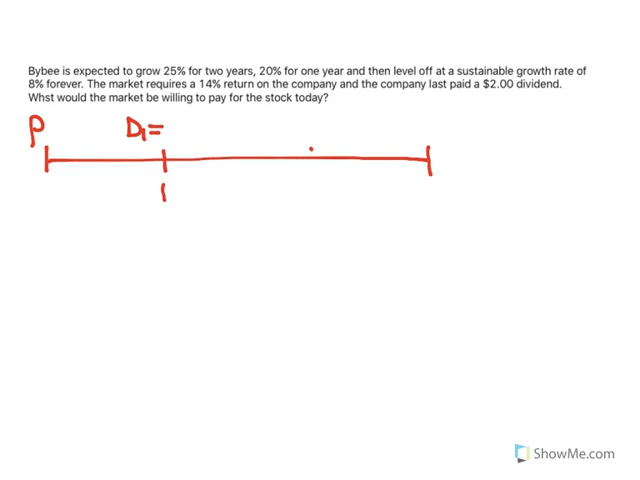 Bybee is expected to grow 25% for two years, 20% for one year and then level off at a sustainable growth rate of
8% forever. The market requires a 14% return on the company and the company last paid a $2.00 dividend.
Whst would the market be willing to pay for the stock today?
P D1=
1
ShowMe.com